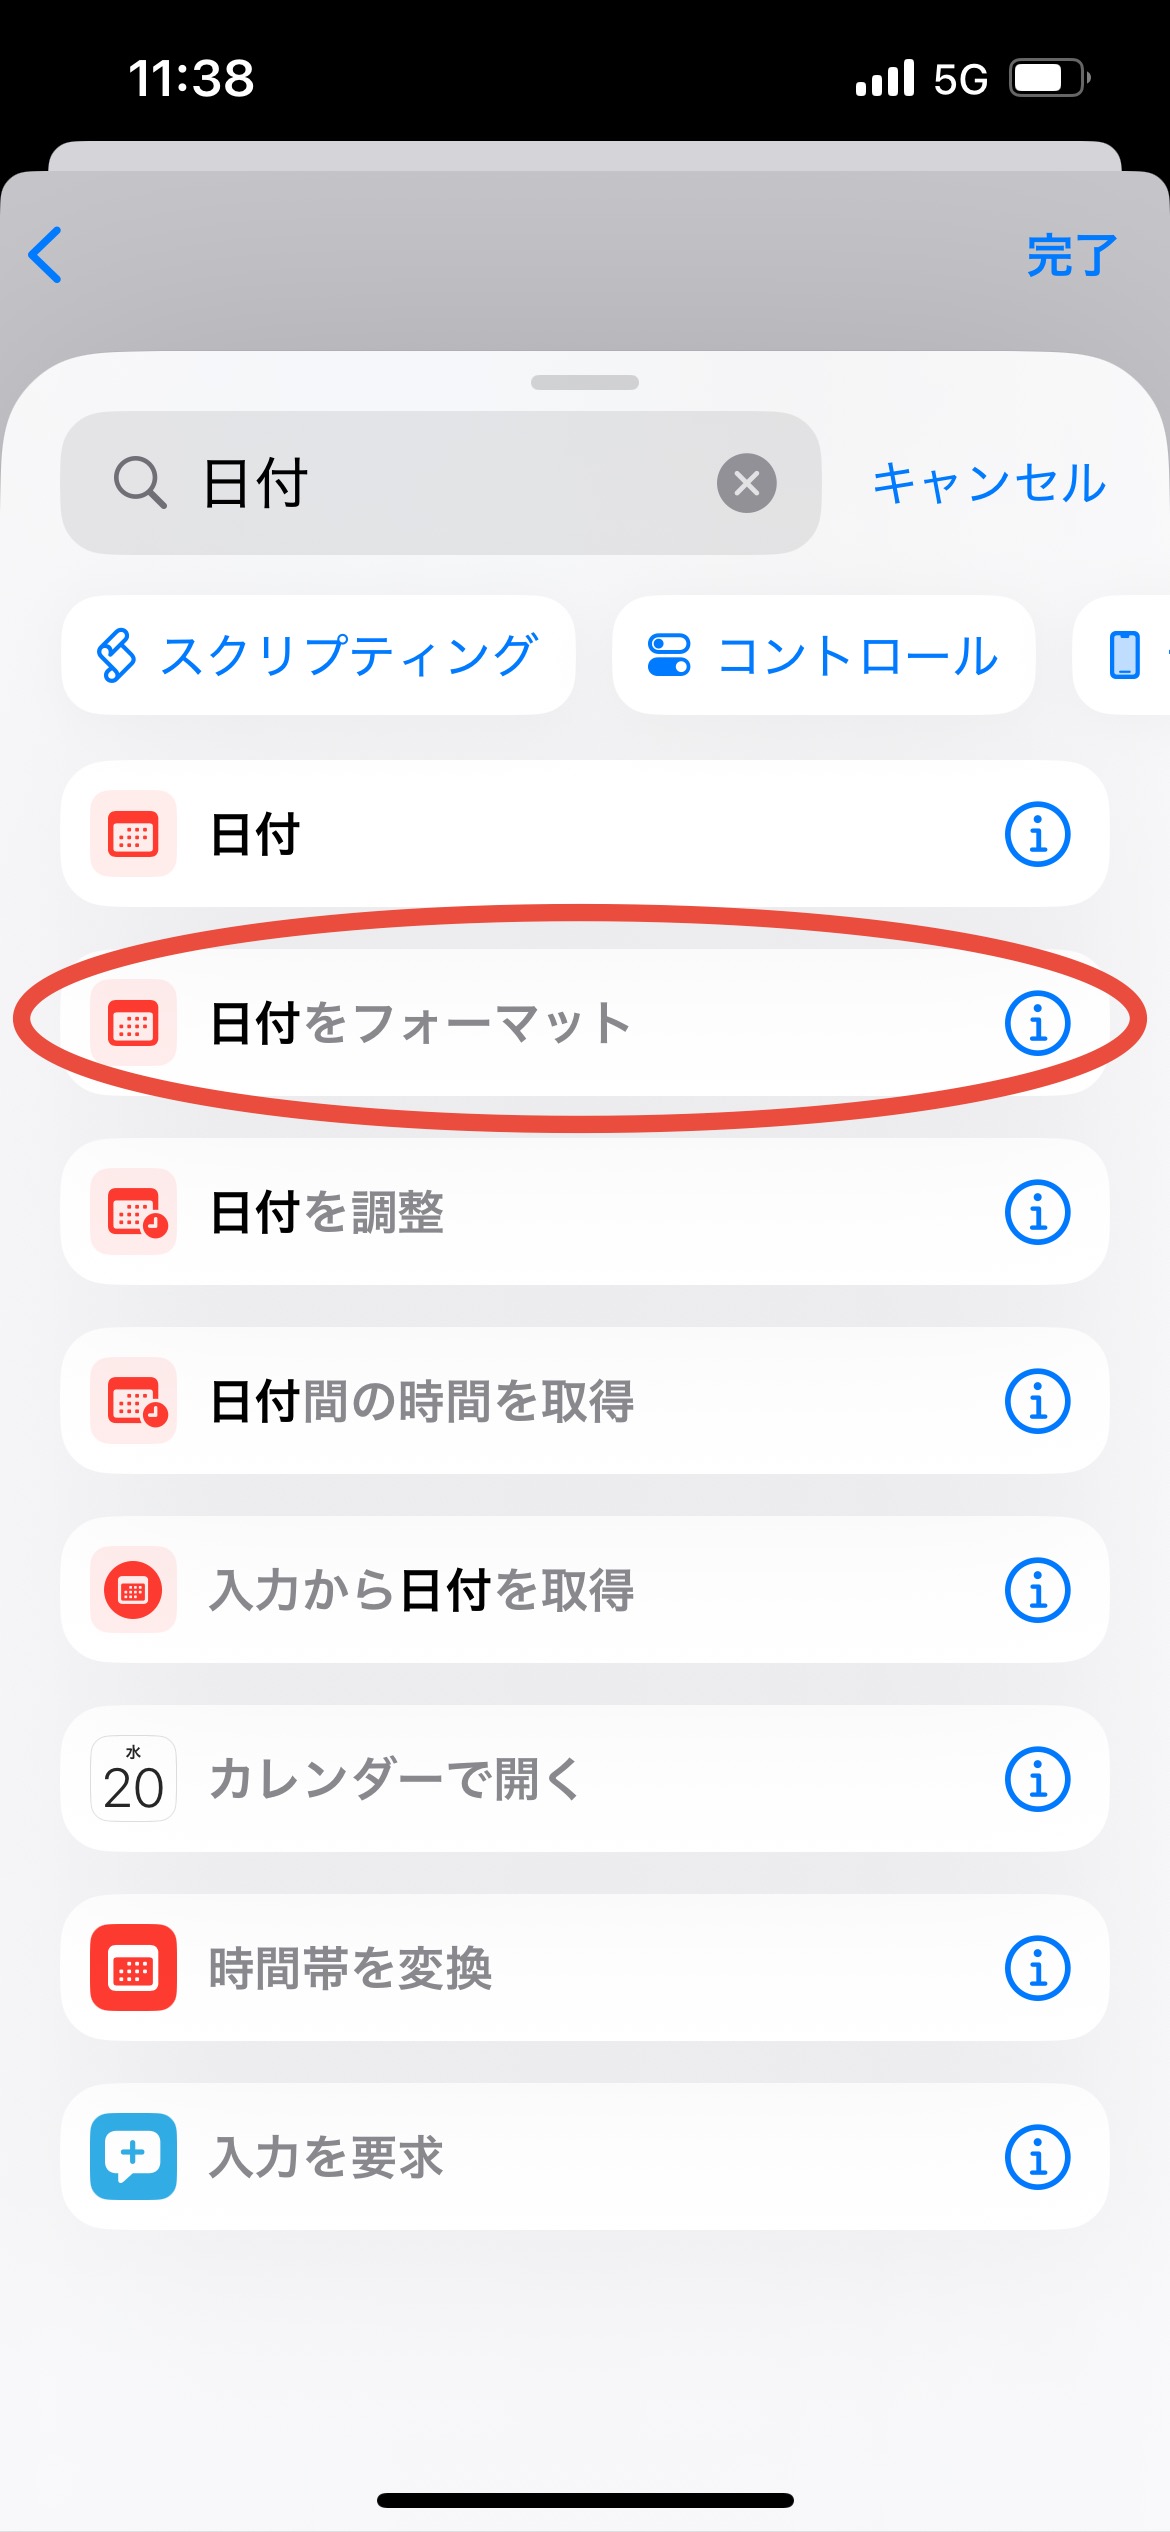 11:38 5G
完了
日付 キャンセル
スクリプティング コントロール
日付
日付をフォーマット
日付を調整
日付間の時間を取得
入力から日付を取得
水
20 カレンダーで開く
時間帯を変換
入力を要求